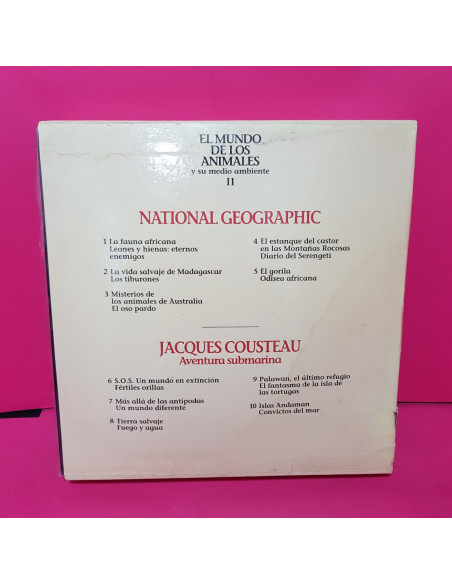 EL MUNDO
DE LOS
ANIMALES
y su medio ambiente
II
NATIONAL GEOGRAPHIC
1 La fauna africana
Leones y hienas: eternos
enemigos
2 La vida salvaje de Madagascar
Los tiburones
3 Misterios de
los animales de Australia
El oso pardo
4 El estanque del castor
en las Montañas Rocosas
Diario del Serengeti
5 El gorila
Odisea africana
JACQUES COUSTEAU
Aventura submarina
6 S.O.S. Un mundo en extinción
Fértiles orillas
7 Más allá de las antípodas
Un mundo diferente
8 Tierra salvaje
Fuego y agua
9 Palawan, el último refugio
El fantasma de la isla de
las tortugas
10 Islas Andaman
Convictos del mar